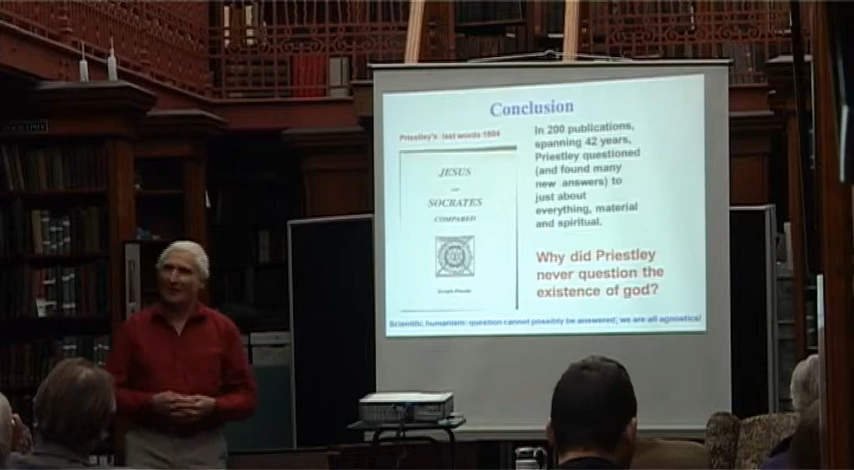 Conclusion
Priestley's last words 1804
JESUS
SOCRATES
COMPARED
In 200 publications,
spanning 42 years,
Priestley questioned
(and found many
new answers) to
just about
everything, material
and spiritual.
Why did Priestley
never question the
existence of god?
Scientific humanism: question cannot possibly be answered; we are all agnostics!